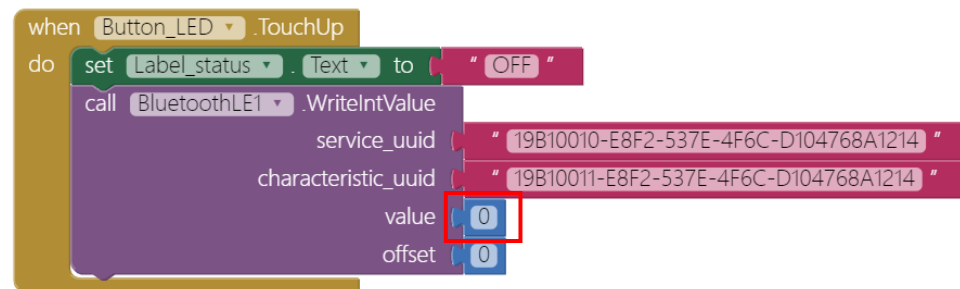 when Button_LED .TouchUp
do set Label_status . Text to " OFF "
call BluetoothLE1 .WriteIntValue
service_uuid " 19B10010-E8F2-537E-4F6C-D104768A1214 "
characteristic_uuid " 19B10011-E8F2-537E-4F6C-D104768A1214 "
value 0
offset 0